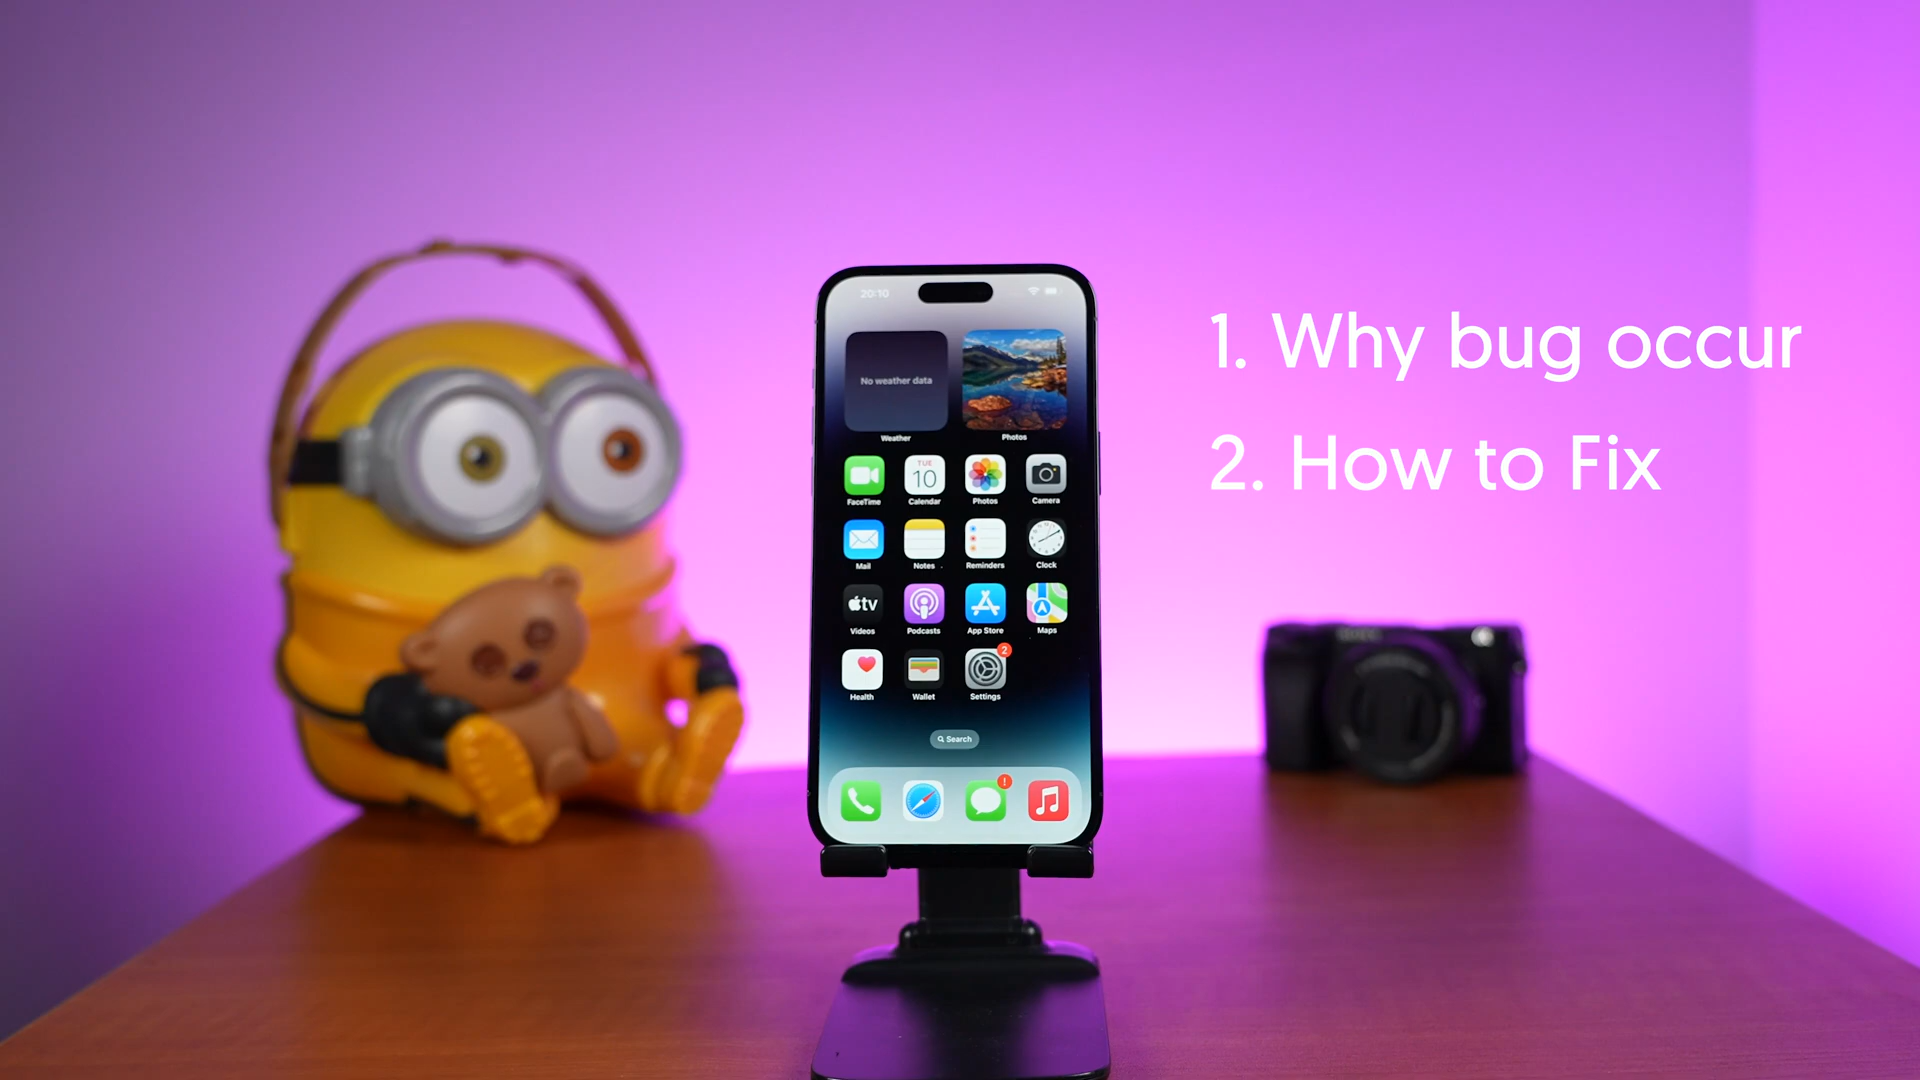 1. Why bug occur
2. How to Fix
20:10
No weather data
Weather
Photos
TUE
10
FaceTime
Calendar
Photos
Camera
Mail
Notes
Reminders
Clock
tv
Videos
Podcasts
App Store
Maps
2
Health
Wallet
Settings
Search
!